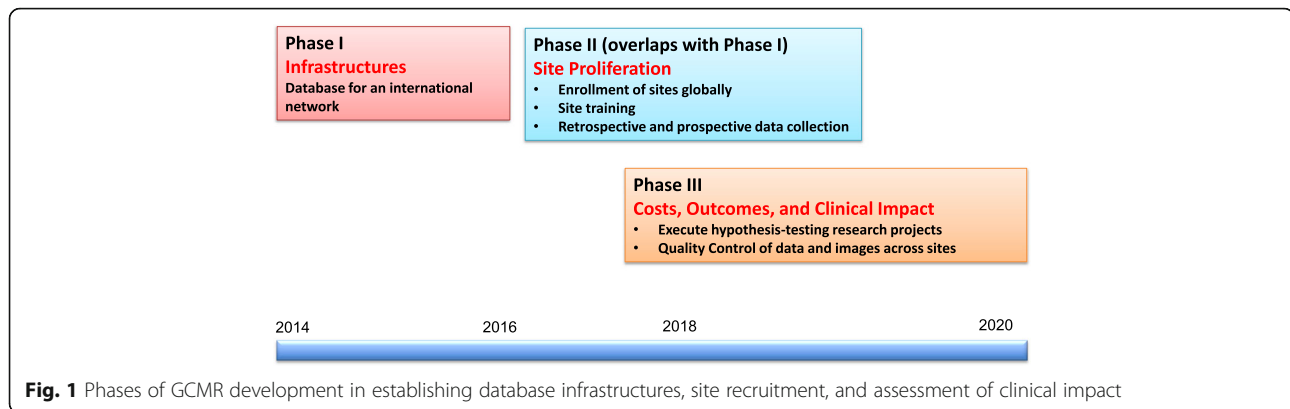 Phase I
Infrastructures
Database for an international
network
Phase II (overlaps with Phase I)
Site Proliferation
• Enrollment of sites globally
• Site training
• Retrospective and prospective data collection
Phase III
Costs, Outcomes, and Clinical Impact
• Execute hypothesis-testing research projects
• Quality Control of data and images across sites
2014 2016 2018 2020
Fig. 1 Phases of GCMR development in establishing database infrastructures, site recruitment, and assessment of clinical impact